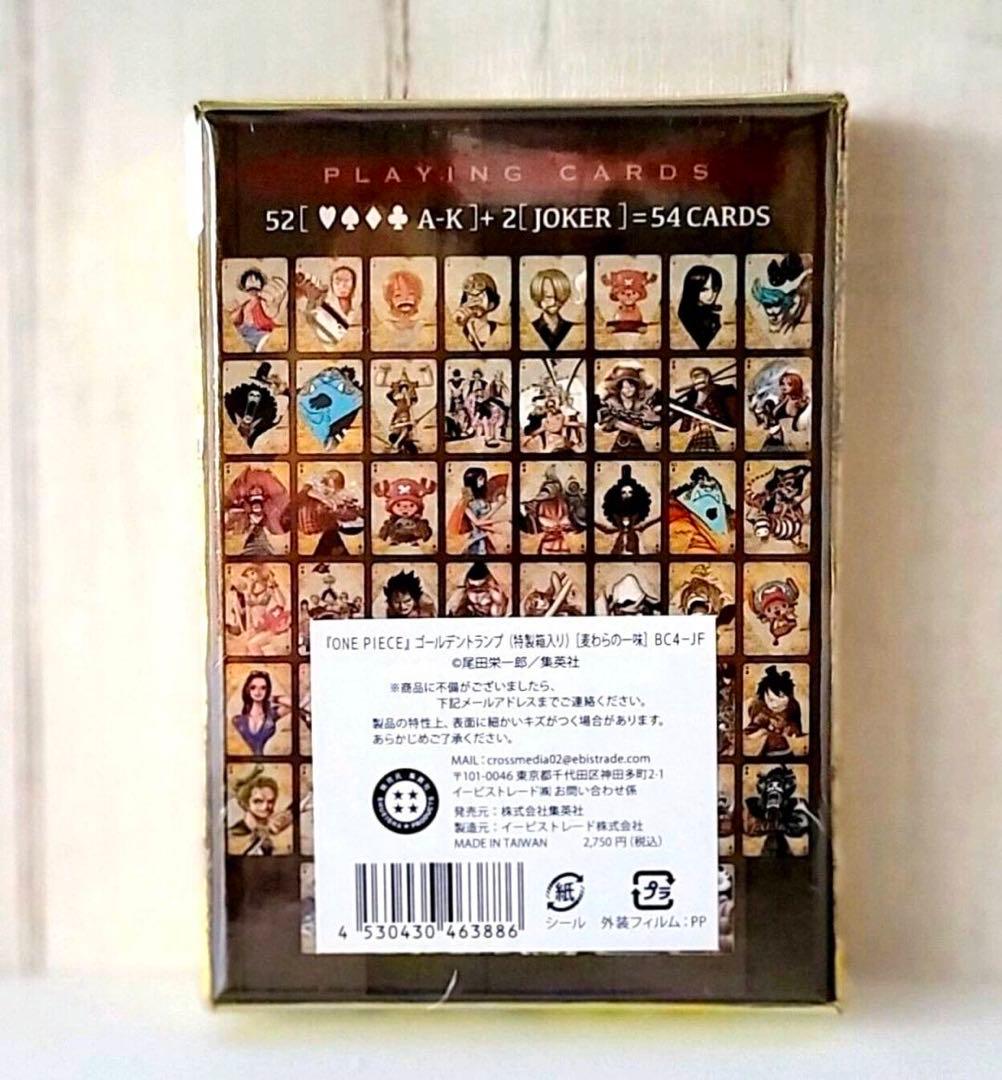 PLAYING CARDS
52 [ ♥♠♦♣ A-K ] + 2[ JOKER ] = 54 CARDS
『ONE PIECE』 ゴールデントランプ (特製箱入り) [麦わらの一味] BC4-JF
©尾田栄一郎/集英社
※商品に不備がございましたら、
下記メールアドレスまでご連絡ください。
製品の特性上、表面に細かいキズがつく場合があります。
あらかじめご了承ください。
MAIL:crossmedia02@ebistrade.com
〒101-0046 東京都千代田区神田多町2-1
イービストレード㈱ お問い合わせ係
発売元:株式会社集英社
製造元:イービストレード株式会社
MADE IN TAIWAN 2,750円(税込)
SHUEISHA PRODUCTS
紙
プラ
シール
外装フィルム:PP
4 530430 463886